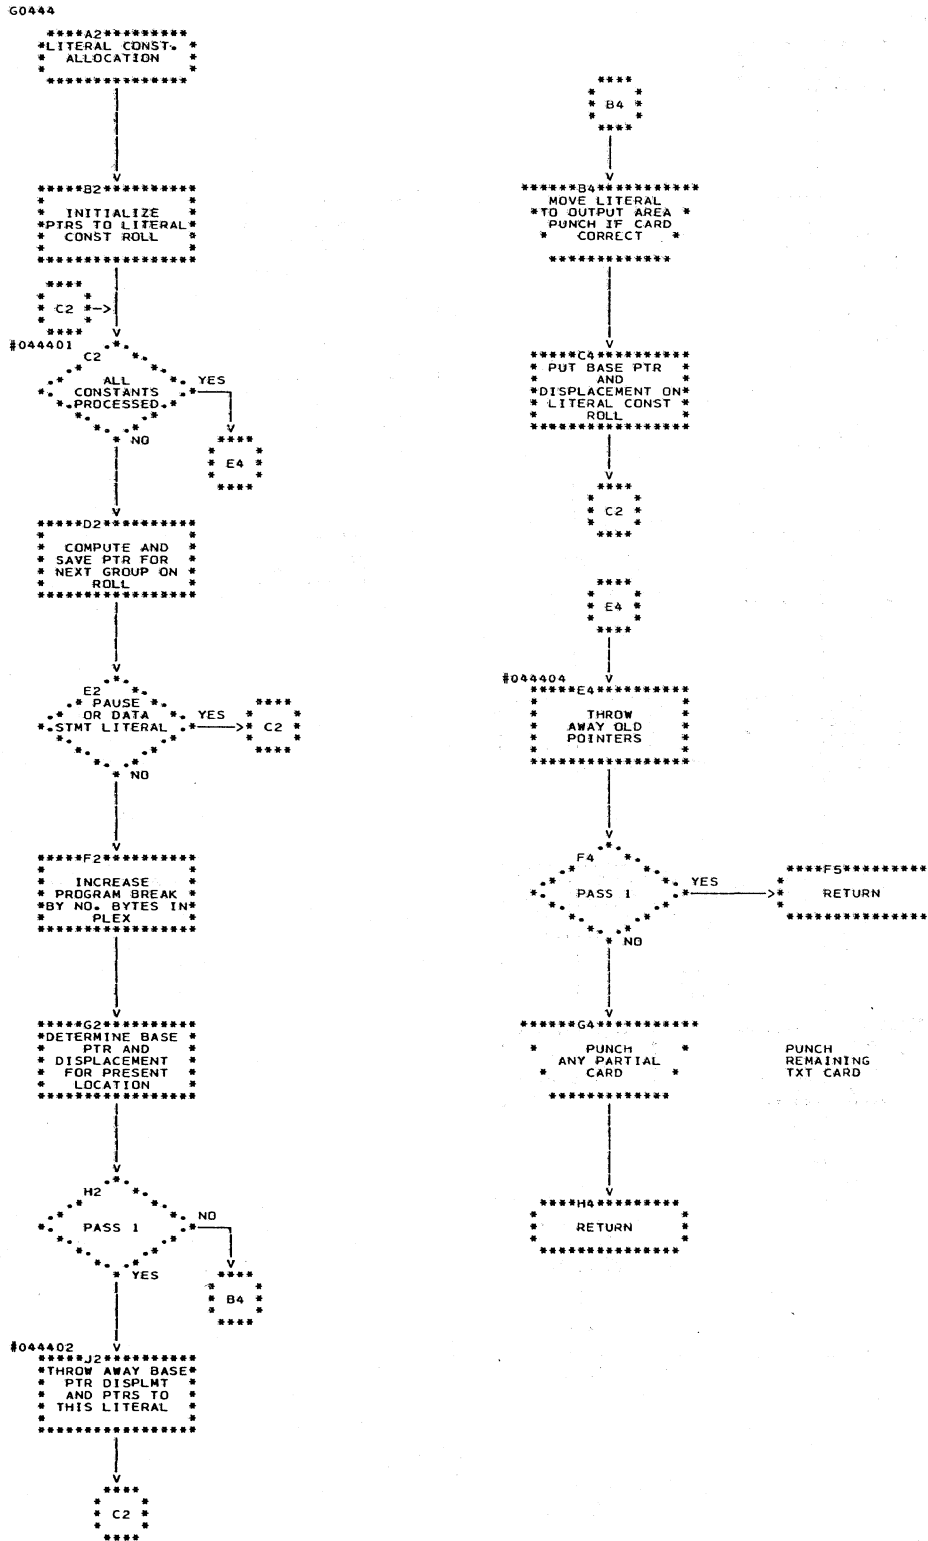 G0444
A2
LITERAL CONST.
ALLOCATION
B2
INITIALIZE
PTRS TO LITERAL
CONST ROLL
C2
#044401
C2
ALL
CONSTANTS
PROCESSED
YES
NO
E4
D2
COMPUTE AND
SAVE PTR FOR
NEXT GROUP ON
ROLL
E2
PAUSE
OR DATA
STMT LITERAL
YES
C2
NO
F2
INCREASE
PROGRAM BREAK
BY NO. BYTES IN
PLEX
G2
DETERMINE BASE
PTR AND
DISPLACEMENT
FOR PRESENT
LOCATION
H2
PASS 1
NO
YES
B4
#044402
J2
THROW AWAY BASE
PTR DISPLMT
AND PTRS TO
THIS LITERAL
C2
B4
B4
MOVE LITERAL
TO OUTPUT AREA
PUNCH IF CARD
CORRECT
C4
PUT BASE PTR
AND
DISPLACEMENT ON
LITERAL CONST
ROLL
C2
E4
#044404
E4
THROW
AWAY OLD
POINTERS
F4
PASS 1
YES
NO
F5
RETURN
G4
PUNCH
ANY PARTIAL
CARD
PUNCH
REMAINING
TXT CARD
H4
RETURN